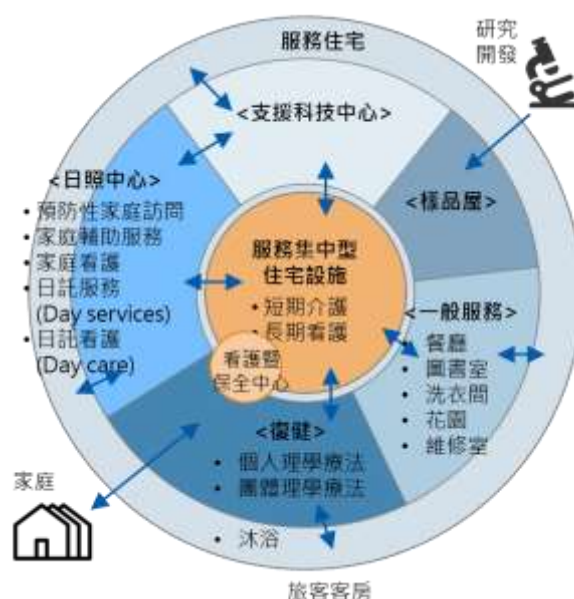 服務住宅
研究
開發
<支援科技中心>
<日照中心>
• 預防性家庭訪問
• 家庭輔助服務
• 家庭看護
• 日託服務
(Day services)
• 日託看護
(Day care)
<樣品屋>
服務集中型
住宅設施
• 短期介護
• 長期看護
看護暨
保全中心
<一般服務>
• 餐廳
• 圖書室
• 洗衣間
• 花園
• 維修室
<復健>
• 個人理學療法
• 團體理學療法
• 沐浴
家庭
旅客客房